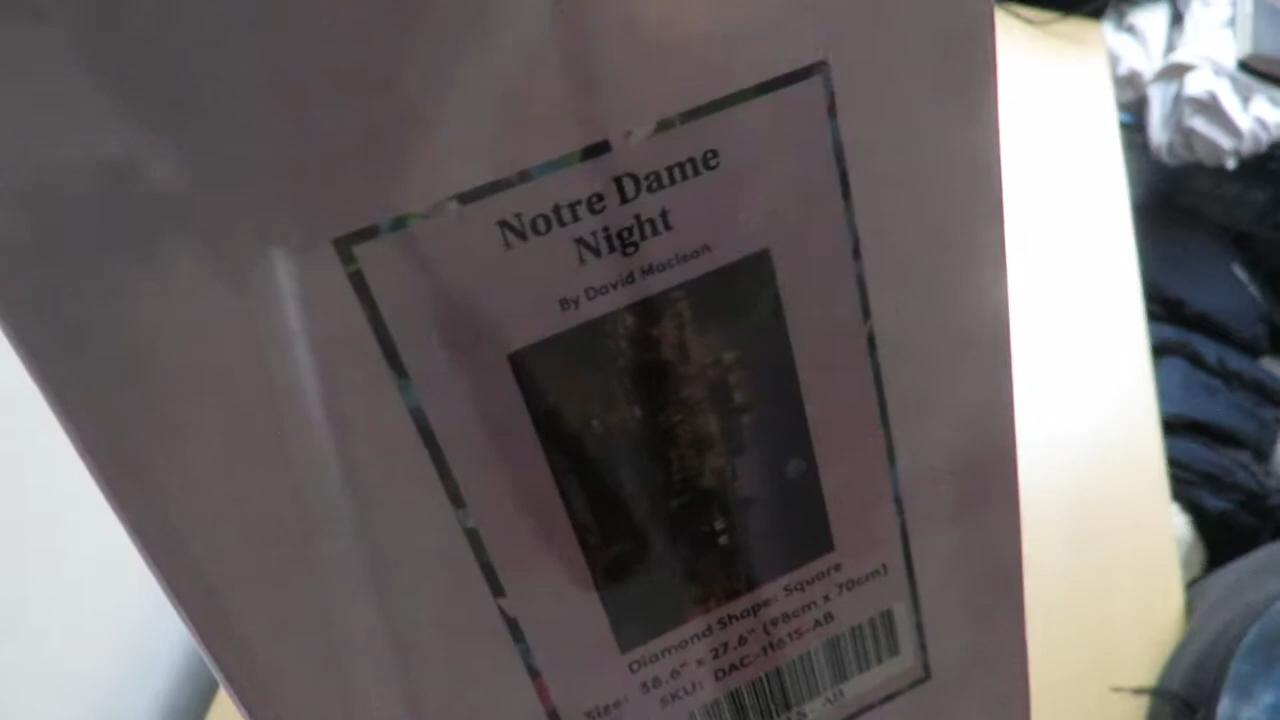 Notre Dame
Night
By David Maclean
Diamond Shape: Square
Size: 38.6" x 27.6" (98cm x 70cm)
SKU: DAC-11615-AB